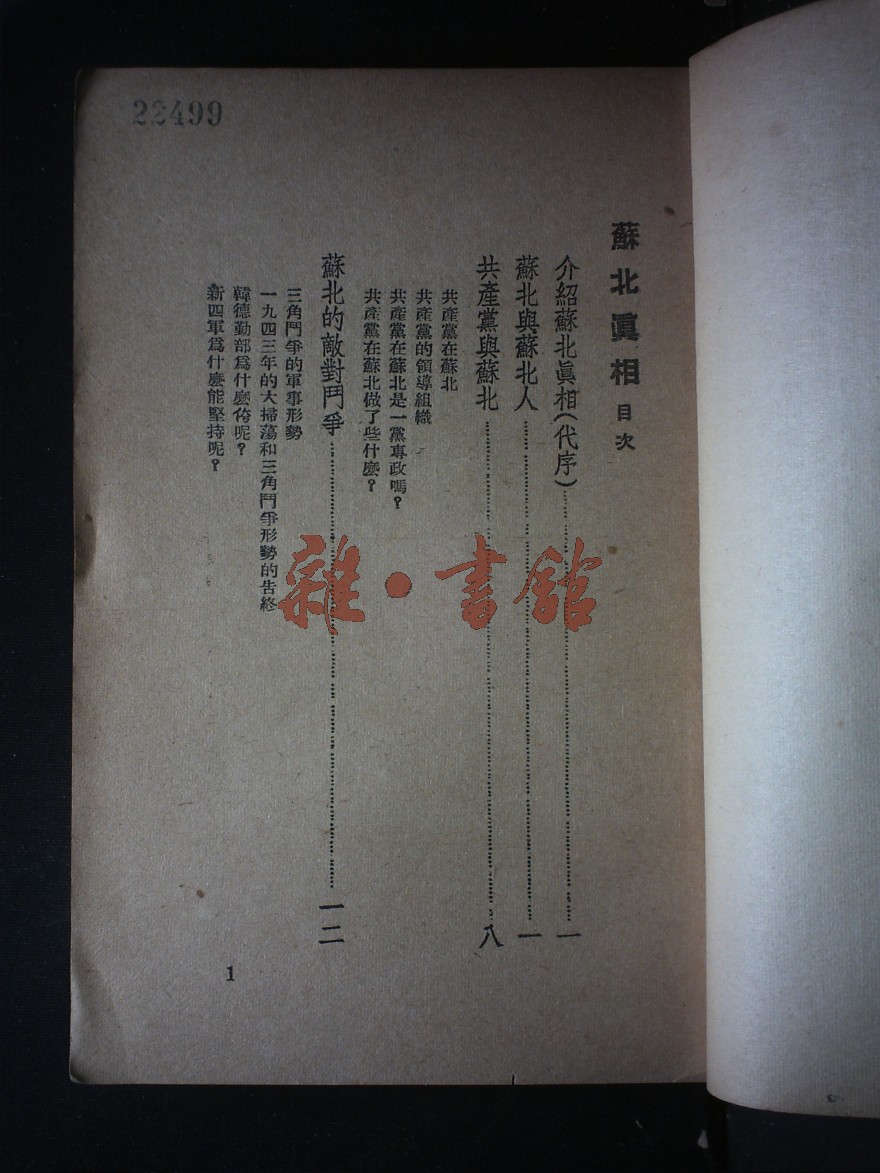 22499
蘇北眞相 目次
介紹蘇北眞相(代序)……一
蘇北與蘇北人……一
共產黨與蘇北……八
共產黨在蘇北
共產黨的領導組織
共產黨在蘇北是一黨專政嗎?
共產黨在蘇北做了些什麼?
蘇北的敵對鬥爭……一二
三角鬥爭的軍事形勢
一九四三年的大掃蕩和三角鬥爭形勢的告終
韓德勤部爲什麼侉呢?
新四軍爲什麼能堅持呢?
1
雜·書館